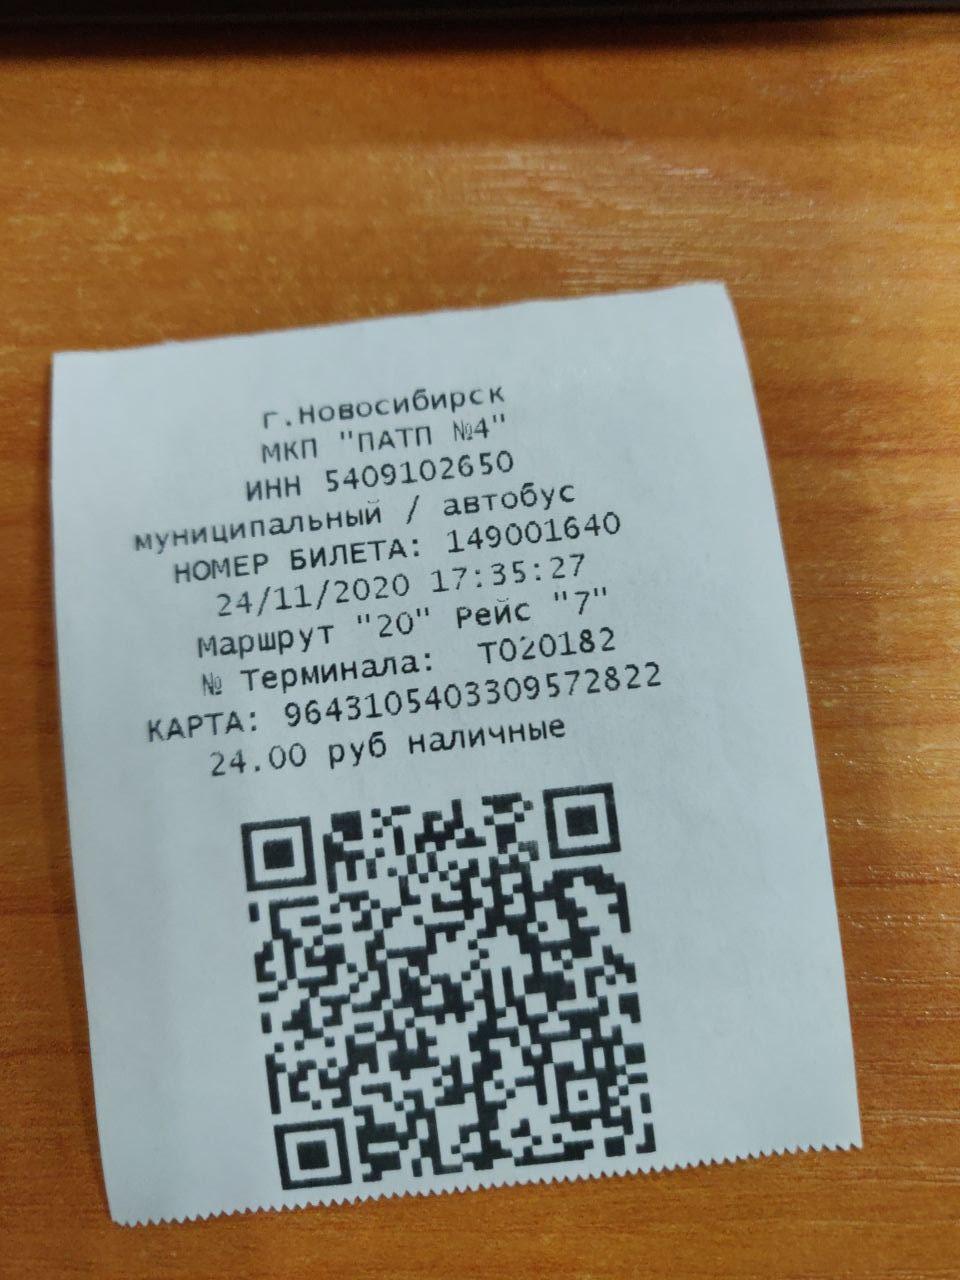 г.Новосибирск
МКП "ПАТП №4"
ИНН 5409102650
муниципальный / автобус
НОМЕР БИЛЕТА: 149001640
24/11/2020 17:35:27
Маршрут "20" Рейс "7"
№ Терминала: T020182
КАРТА: 9643105403309572822
24.00 руб наличные